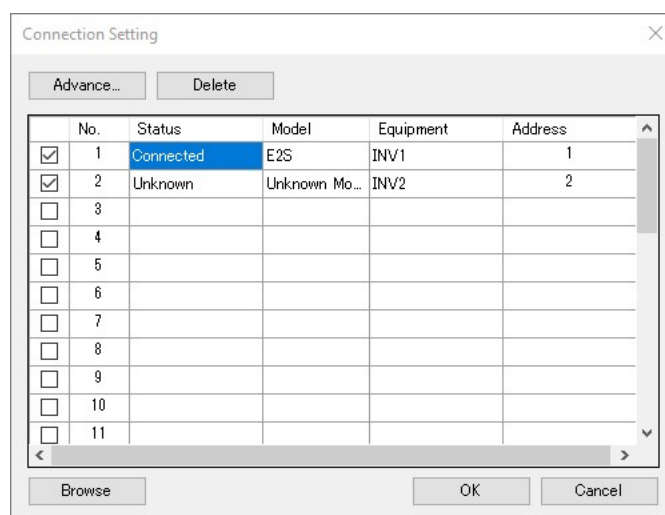 Connection Setting
Advance... Delete
No. Status Model Equipment Address
1 Connected E2S INV1 1
2 Unknown Unknown Mo... INV2 2
3
4
5
6
7
8
9
10
11
Browse OK Cancel